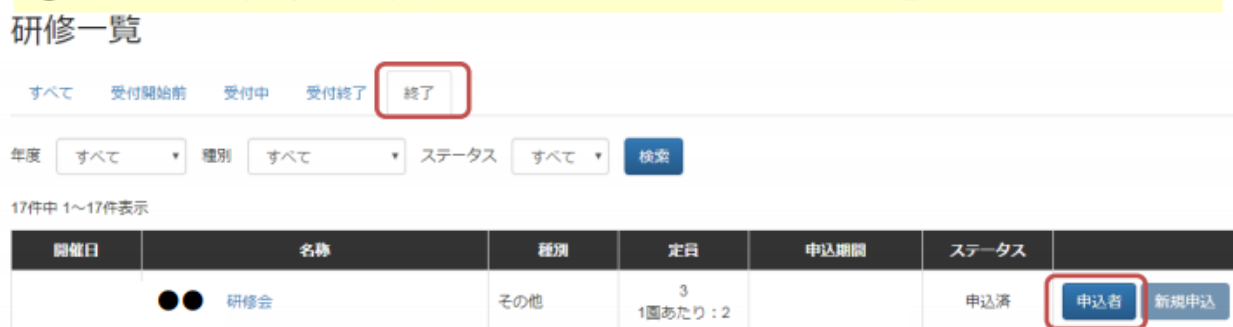 研修一覧
すべて 受付開始前 受付中 受付終了 終了
年度 すべて 種別 すべて ステータス すべて 検索
17件中 1~17件表示
開催日 名称 種別 定員 申込期間 ステータス
●● 研修会 その他 3 申込済 申込者 新規申込
1園あたり:2